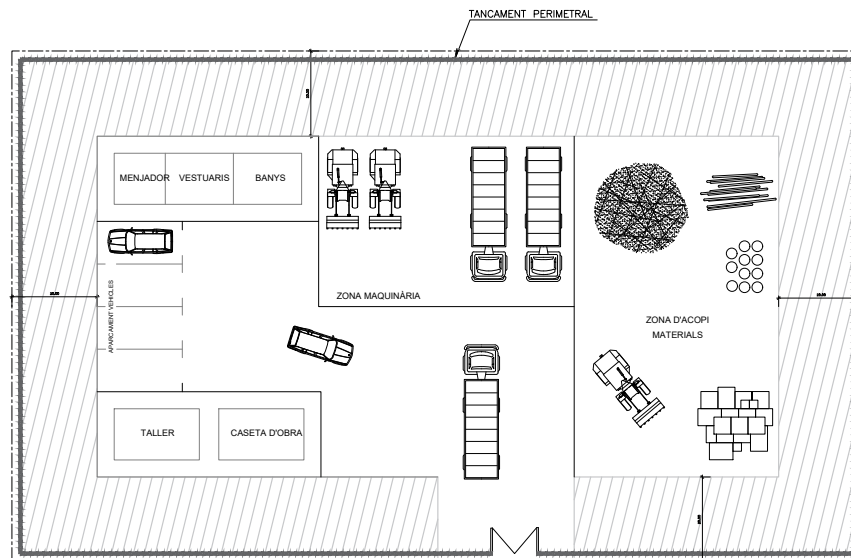 TANCAMENT PERIMETRAL
MENJADOR
VESTUARIS
BANYS
ZONA MAQUINÀRIA
ZONA D'ACOPI
MATERIALS
APARCAMENT VEHICLES
TALLER
CASETA D'OBRA